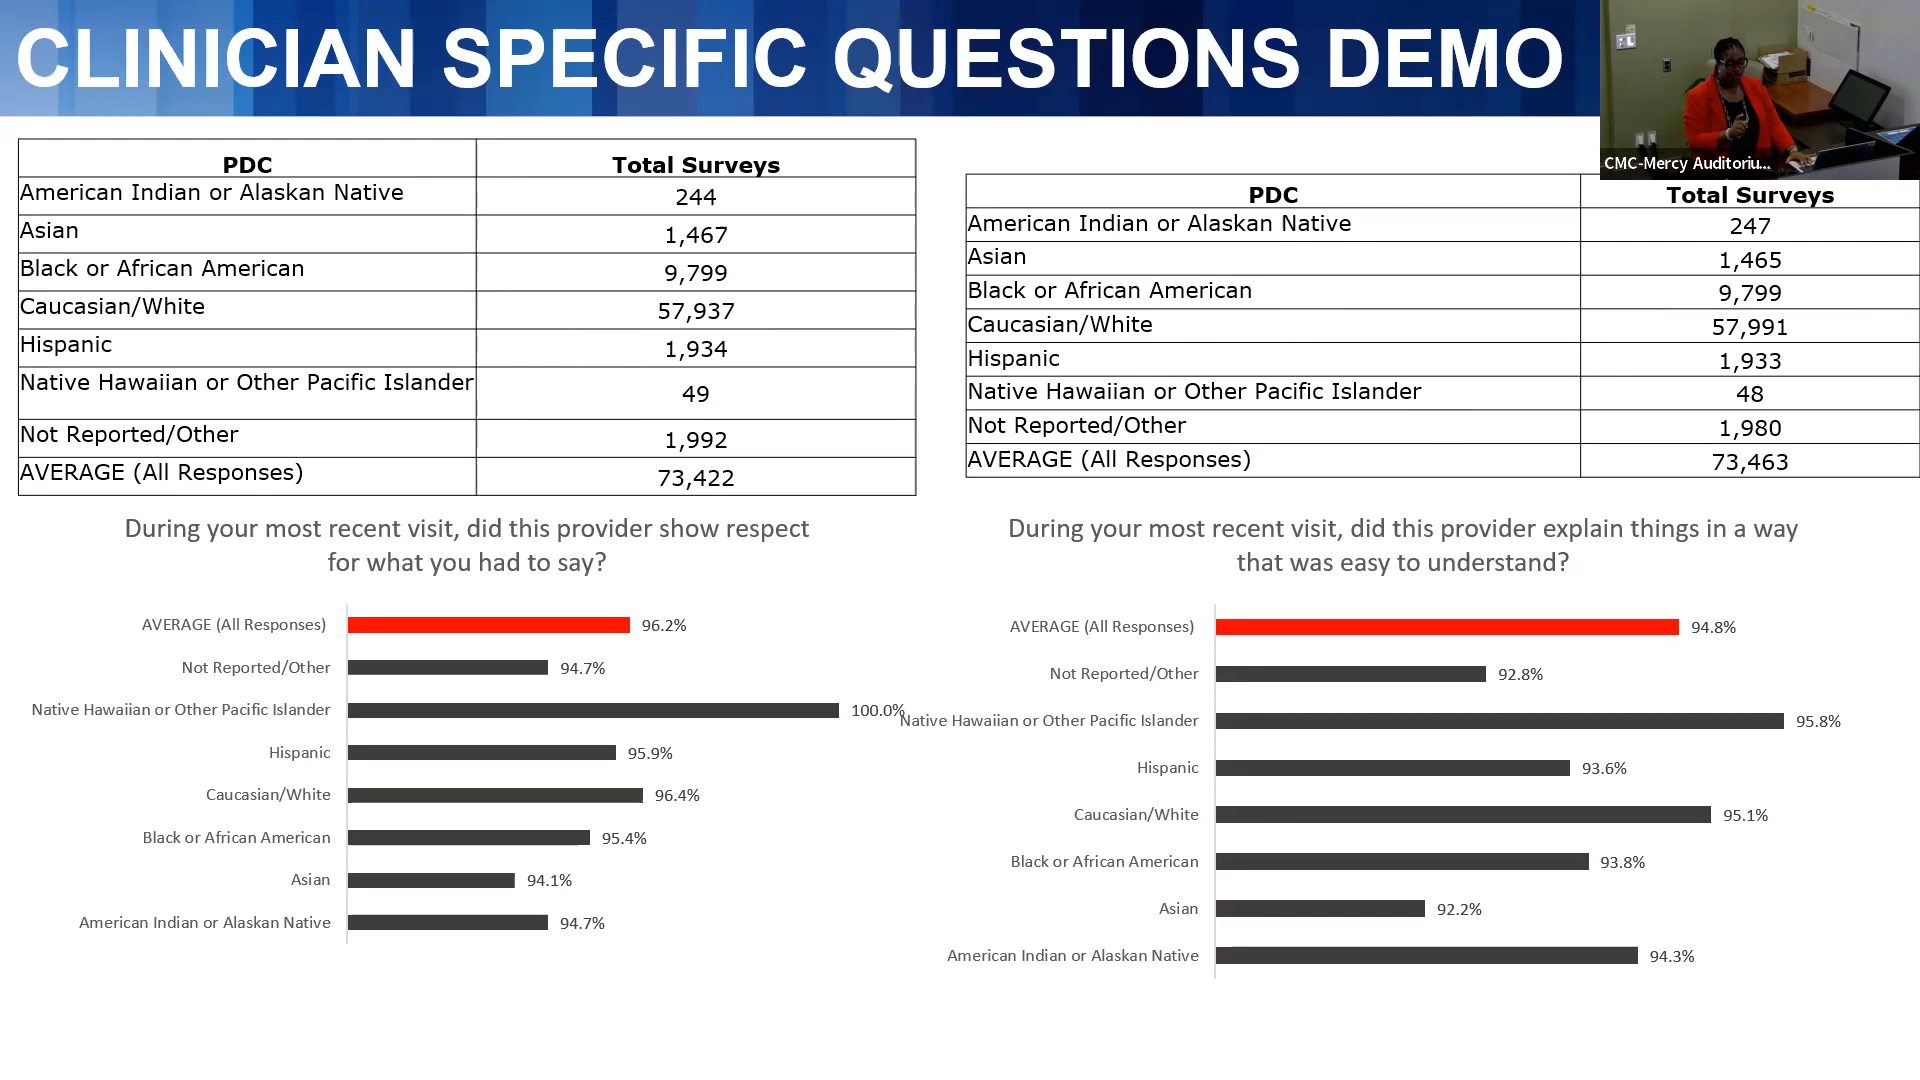 CLINICIAN SPECIFIC QUESTIONS DEMO
CMC-Mercy Auditoriu...
PDC Total Surveys
American Indian or Alaskan Native 244
Asian 1,467
Black or African American 9,799
Caucasian/White 57,937
Hispanic 1,934
Native Hawaiian or Other Pacific Islander 49
Not Reported/Other 1,992
AVERAGE (All Responses) 73,422
PDC Total Surveys
American Indian or Alaskan Native 247
Asian 1,465
Black or African American 9,799
Caucasian/White 57,991
Hispanic 1,933
Native Hawaiian or Other Pacific Islander 48
Not Reported/Other 1,980
AVERAGE (All Responses) 73,463
During your most recent visit, did this provider show respect
for what you had to say?
AVERAGE (All Responses) 96.2%
Not Reported/Other 94.7%
Native Hawaiian or Other Pacific Islander 100.0%
Hispanic 95.9%
Caucasian/White 96.4%
Black or African American 95.4%
Asian 94.1%
American Indian or Alaskan Native 94.7%
During your most recent visit, did this provider explain things in a way
that was easy to understand?
AVERAGE (All Responses) 94.8%
Not Reported/Other 92.8%
Native Hawaiian or Other Pacific Islander 95.8%
Hispanic 93.6%
Caucasian/White 95.1%
Black or African American 93.8%
Asian 92.2%
American Indian or Alaskan Native 94.3%